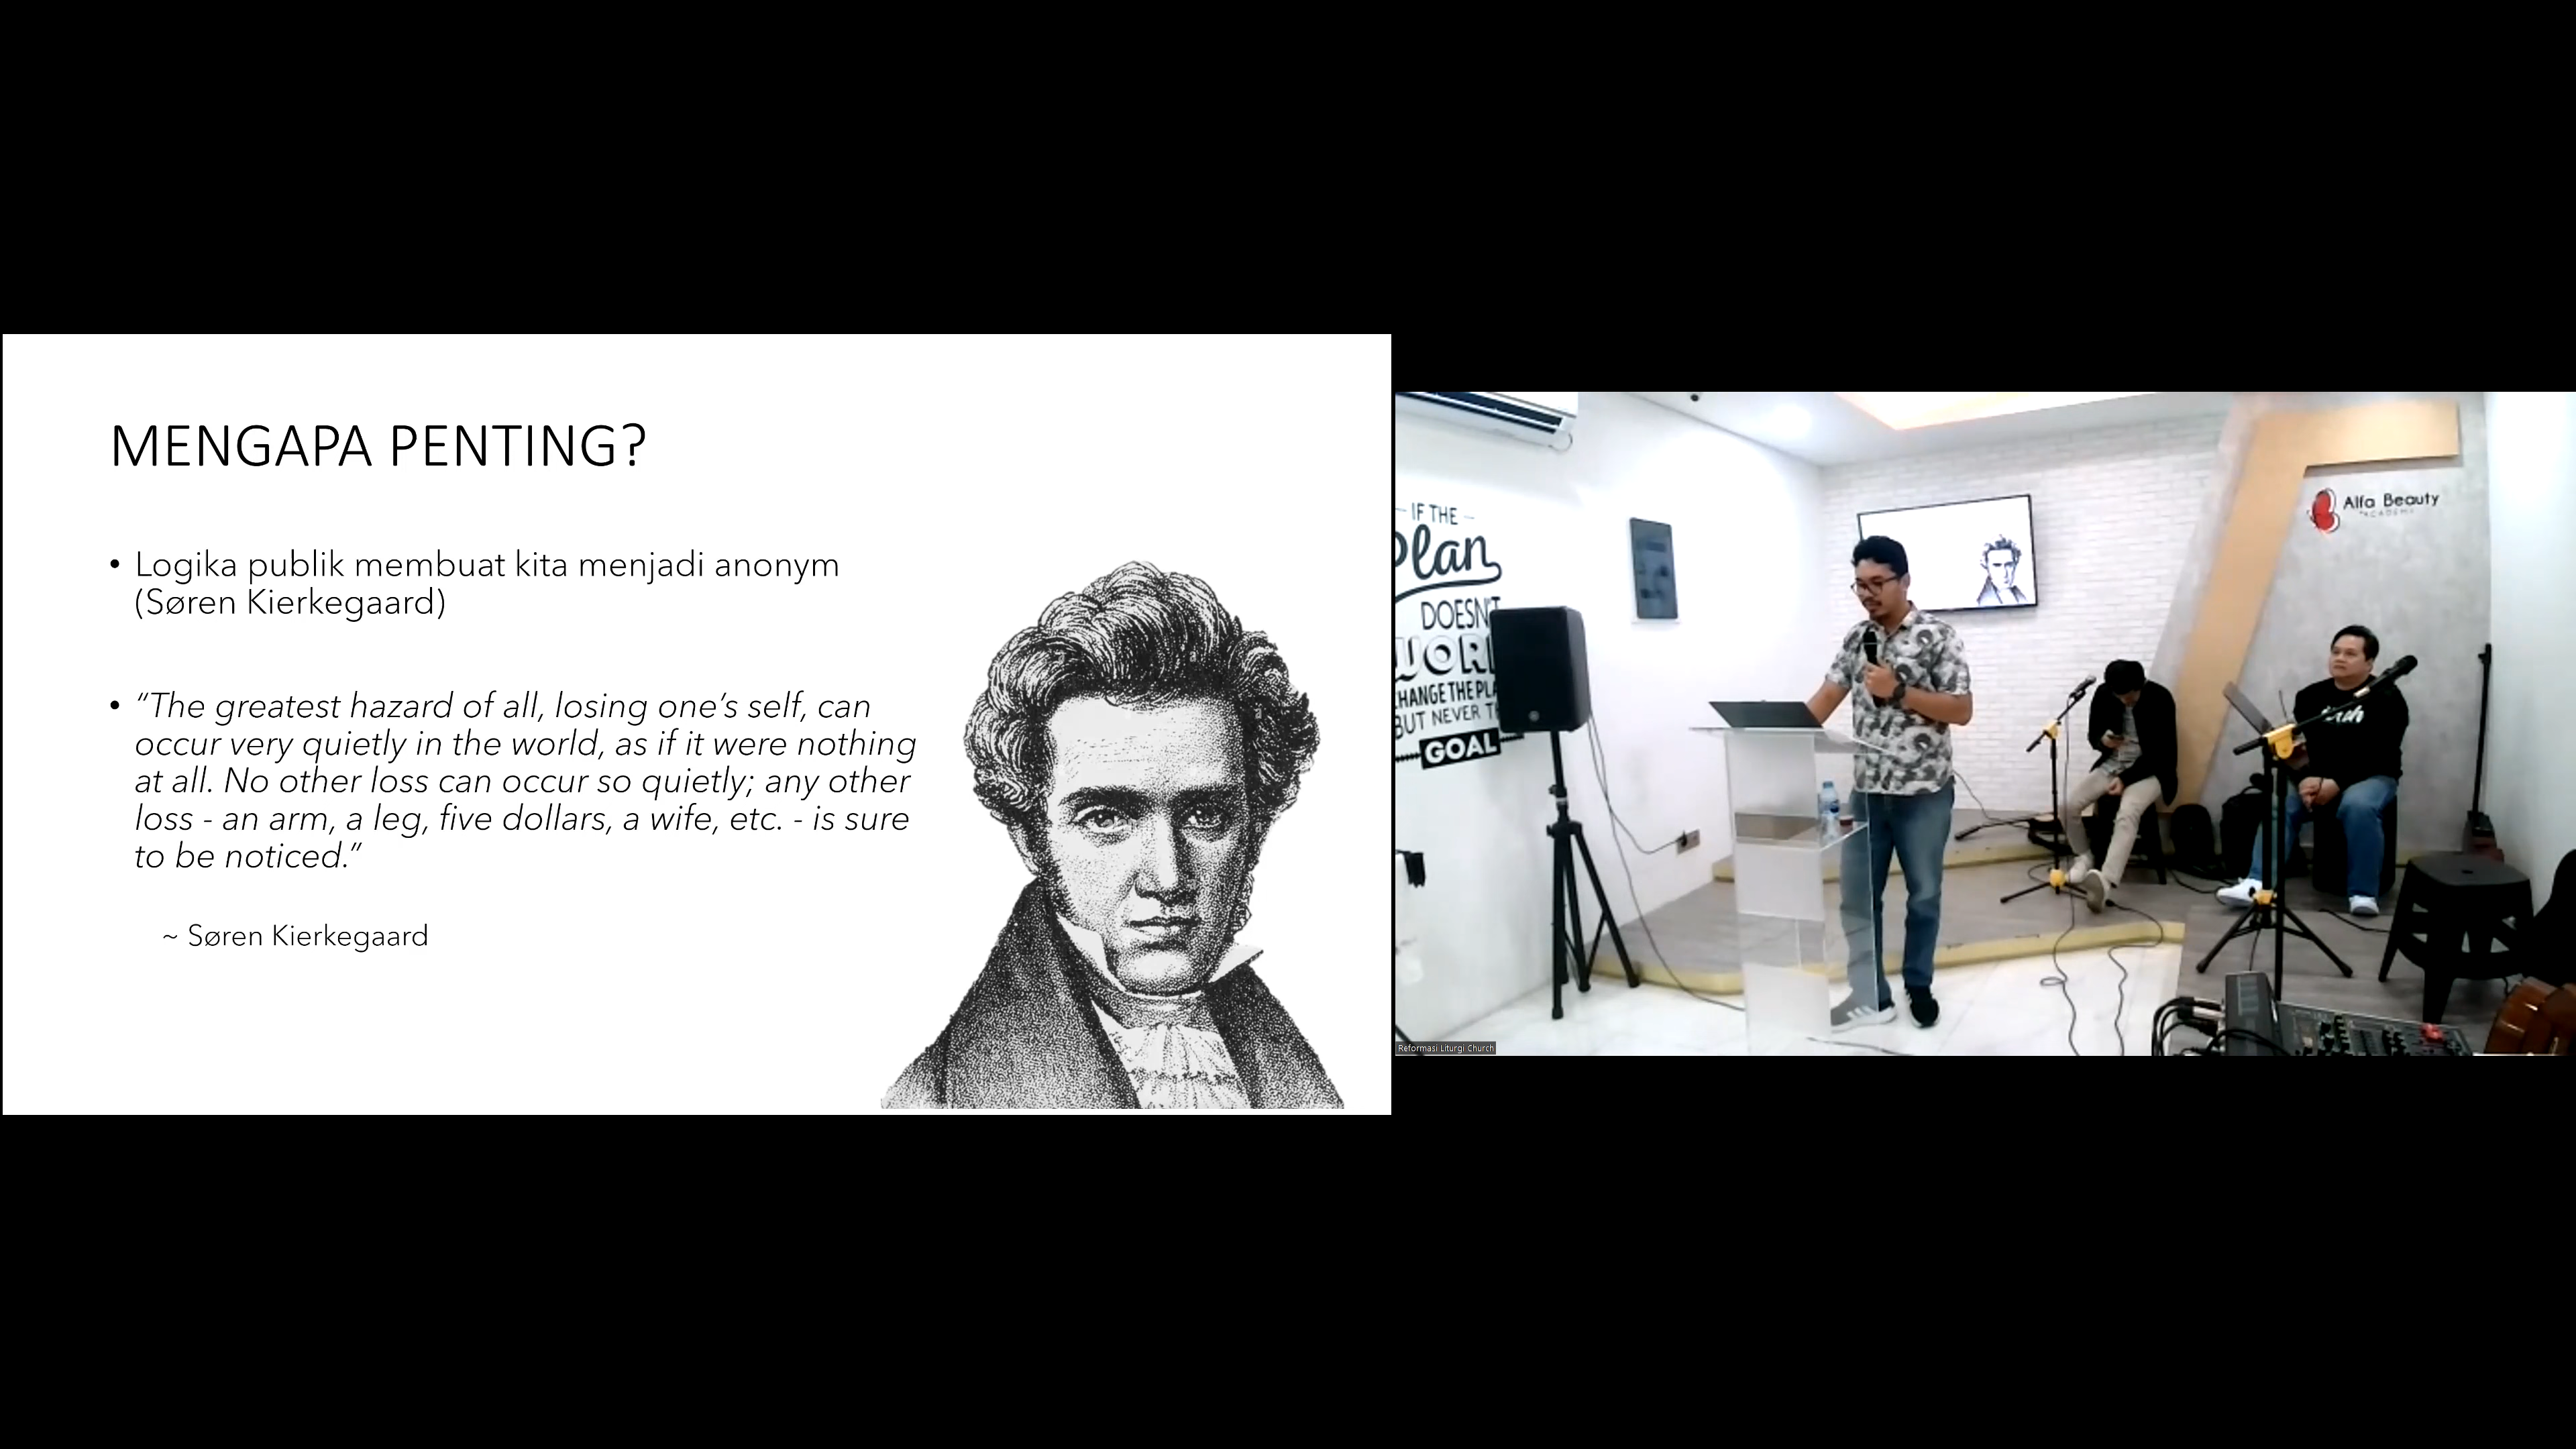 MENGAPA PENTING?
• Logika publik membuat kita menjadi anonym
(Søren Kierkegaard)
• “The greatest hazard of all, losing one’s self, can
occur very quietly in the world, as if it were nothing
at all. No other loss can occur so quietly; any other
loss - an arm, a leg, five dollars, a wife, etc. - is sure
to be noticed.”
~ Søren Kierkegaard
– IF THE –
Plan
DOESN'T
WORK
CHANGE THE PLA
BUT NEVER T
GOAL
Alfa Beauty
ACADEMY
Reformasi Liturgi Church